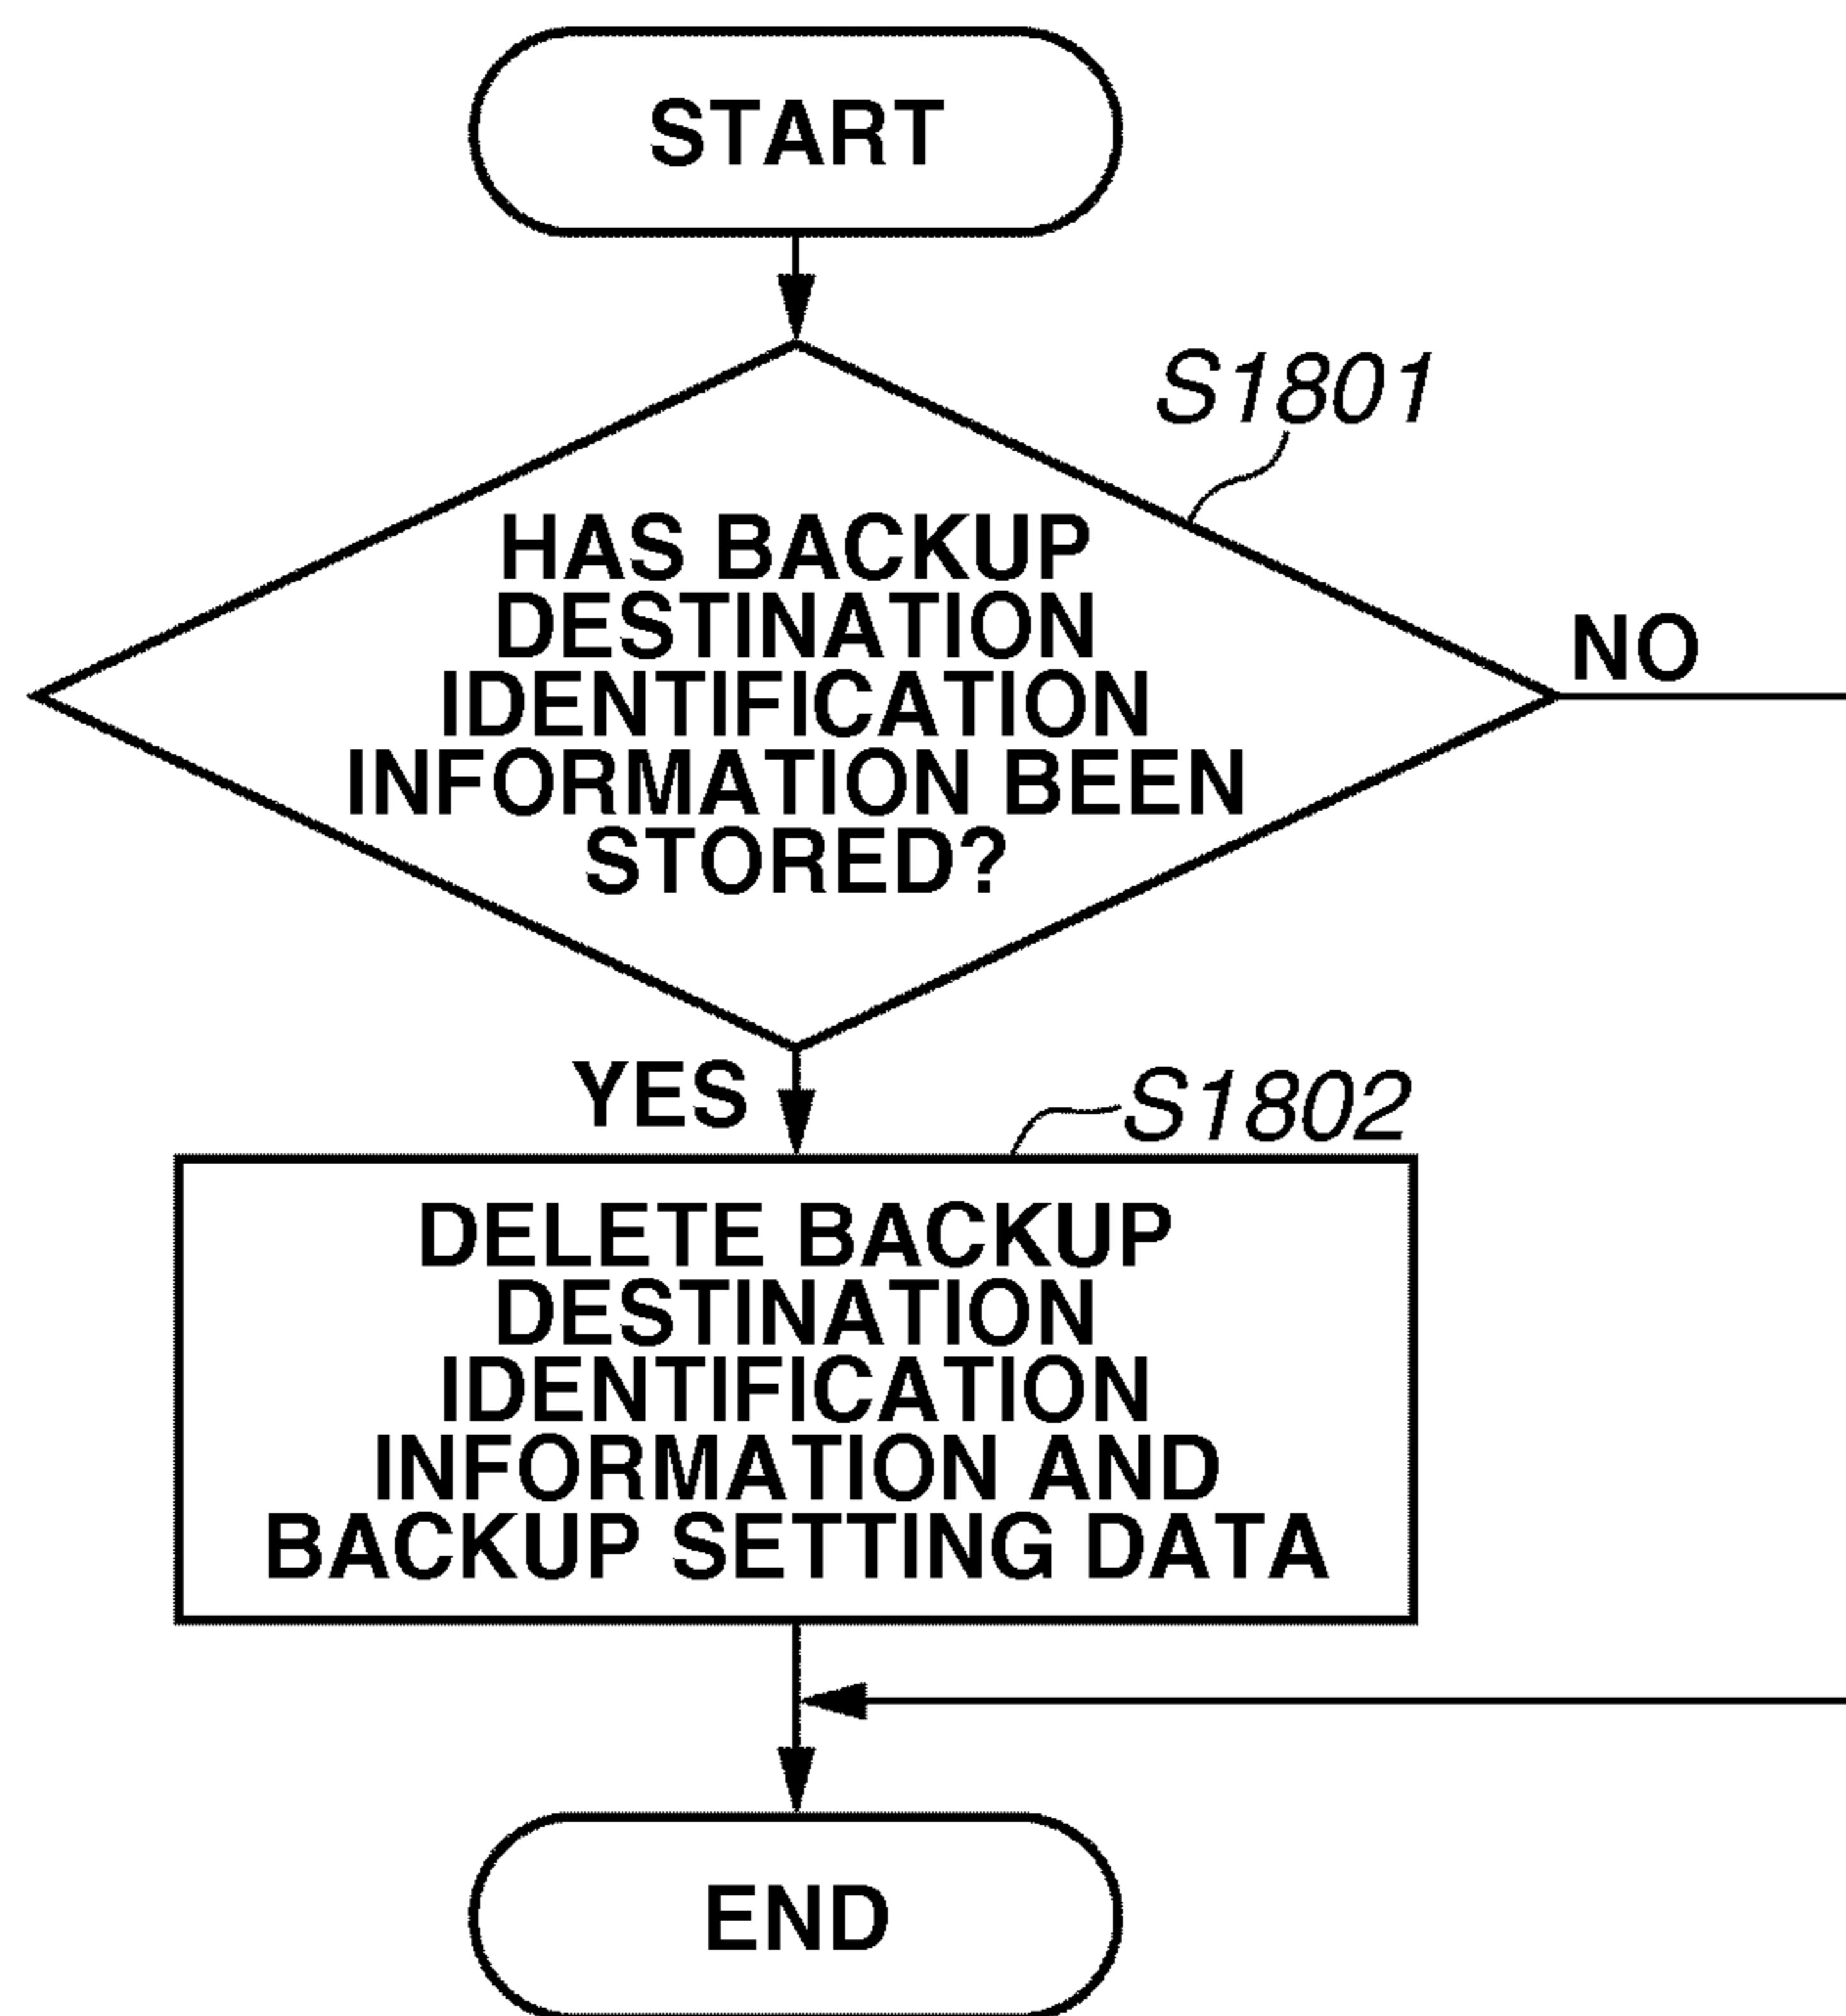 START
S1801
HAS BACKUP
DESTINATION
IDENTIFICATION
INFORMATION BEEN
STORED?
NO
YES
S1802
DELETE BACKUP
DESTINATION
IDENTIFICATION
INFORMATION AND
BACKUP SETTING DATA
END